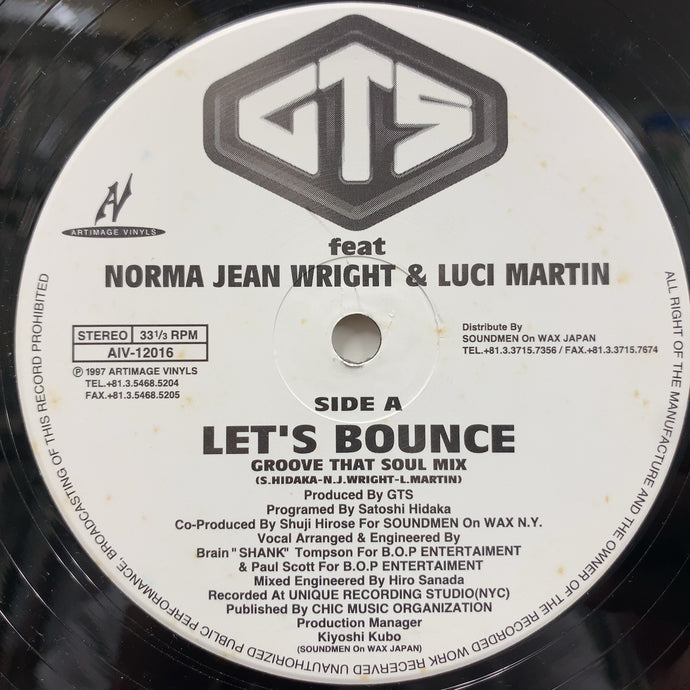 GTS
feat
NORMA JEAN WRIGHT & LUCI MARTIN
AV
ARTIMAGE VINYLS
STEREO 33 1/3 RPM
AIV-12016
Ⓟ 1997 ARTIMAGE VINYLS
TEL.+81.3.5468.5204
FAX.+81.3.5468.5205
Distribute By
SOUNDMEN On WAX JAPAN
TEL.+81.3.3715.7356 / FAX.+81.3.3715.7674
SIDE A
LET'S BOUNCE
GROOVE THAT SOUL MIX
(S.HIDAKA-N.J.WRIGHT-L.MARTIN)
Produced By GTS
Programed By Satoshi Hidaka
Co-Produced By Shuji Hirose For SOUNDMEN On WAX N.Y.
Vocal Arranged & Engineered By
Brain "SHANK" Tompson For B.O.P ENTERTAIMENT
& Paul Scott For B.O.P ENTERTAIMENT
Mixed Engineered By Hiro Sanada
Recorded At UNIQUE RECORDING STUDIO(NYC)
Published By CHIC MUSIC ORGANIZATION
Production Manager
Kiyoshi Kubo
(SOUNDMEN On WAX JAPAN)
ALL RIGHT OF THE MANUFACTURE AND THE OWNER OF THE RECORDED WORK RECEIVED UNAUTHORIZED PUBLIC PERFORMANCE, BROADCASTING OF THIS RECORD PROHIBITED